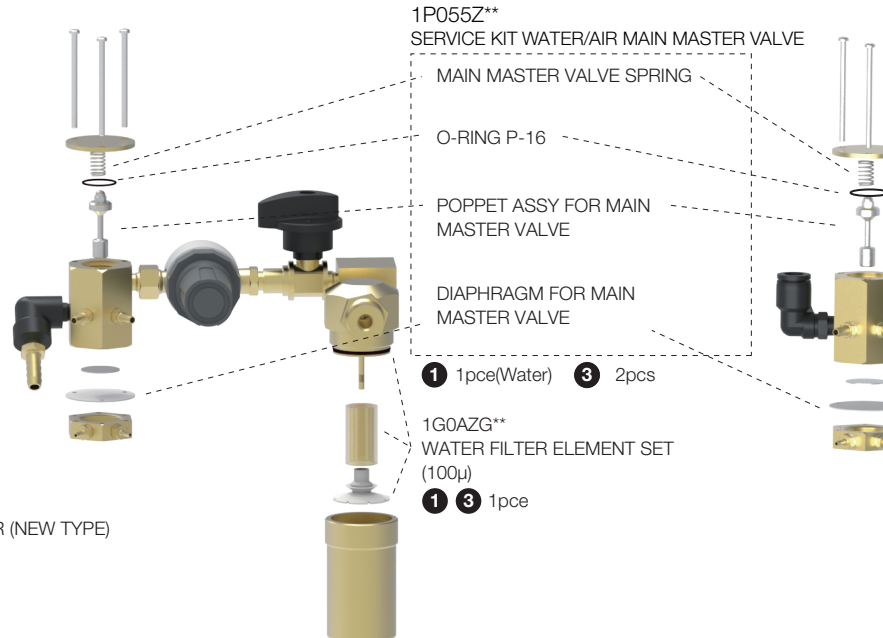 1P055Z**
SERVICE KIT WATER/AIR MAIN MASTER VALVE
MAIN MASTER VALVE SPRING
O-RING P-16
POPPET ASSY FOR MAIN
MASTER VALVE
DIAPHRAGM FOR MAIN
MASTER VALVE
1 1pce(Water) 3 2pcs
1G0AZG**
WATER FILTER ELEMENT SET
(100µ)
1 3 1pce
R (NEW TYPE)